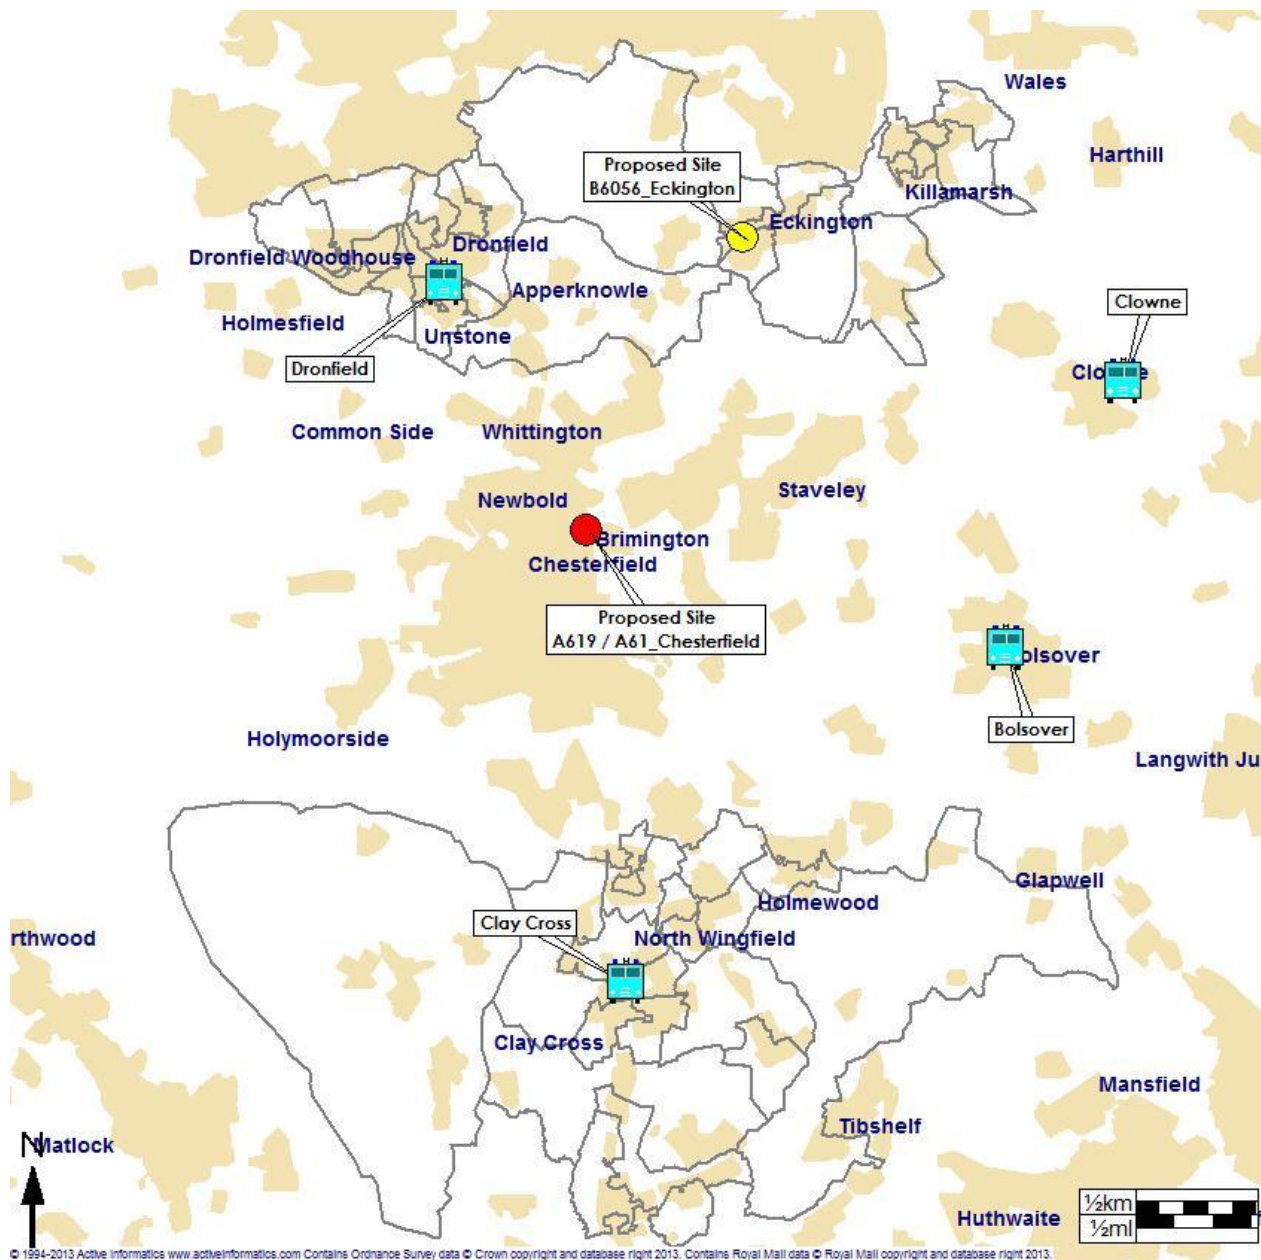 Wales
Harthill
Proposed Site
B6056_Eckington
Killamarsh
Eckington
Dronfield
Dronfield Woodhouse
Apperknowle
Clowne
Holmesfield
Unstone
Dronfield
Common Side
Whittington
Staveley
Newbold
Brimington
Chesterfield
Proposed Site
A619 / A61_Chesterfield
Bolsover
Holymoorside
Langwith Ju
Glapwell
Holmewood
Clay Cross
North Wingfield
rthwood
Clay Cross
Mansfield
Tibshelf
N
Matlock
Huthwaite
½km
½ml
© 1994-2013 Active Informatics www.activeinformatics.com Contains Ordnance Survey data © Crown copyright and database right 2013. Contains Royal Mail data © Royal Mail copyright and database right 2013.